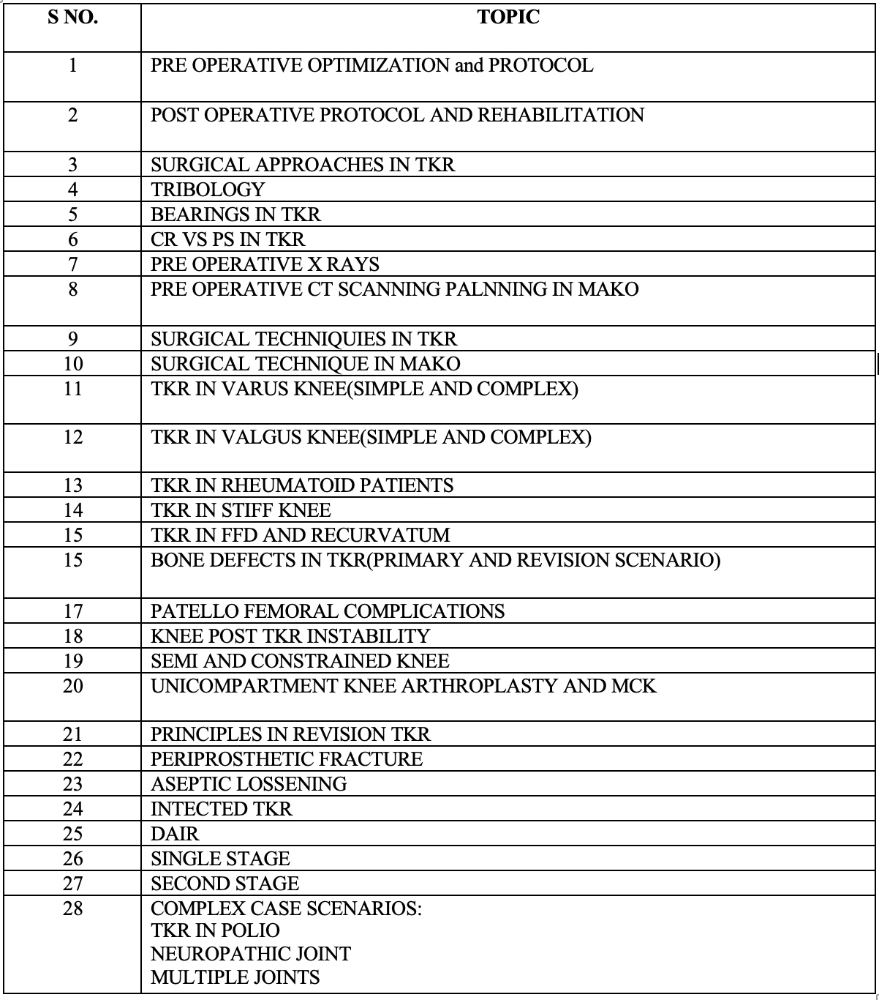 S NO. TOPIC
1 PRE OPERATIVE OPTIMIZATION and PROTOCOL
2 POST OPERATIVE PROTOCOL AND REHABILITATION
3 SURGICAL APPROACHES IN TKR
4 TRIBOLOGY
5 BEARINGS IN TKR
6 CR VS PS IN TKR
7 PRE OPERATIVE X RAYS
8 PRE OPERATIVE CT SCANNING PALNNING IN MAKO
9 SURGICAL TECHNIQUIES IN TKR
10 SURGICAL TECHNIQUE IN MAKO
11 TKR IN VARUS KNEE(SIMPLE AND COMPLEX)
12 TKR IN VALGUS KNEE(SIMPLE AND COMPLEX)
13 TKR IN RHEUMATOID PATIENTS
14 TKR IN STIFF KNEE
15 TKR IN FFD AND RECURVATUM
15 BONE DEFECTS IN TKR(PRIMARY AND REVISION SCENARIO)
17 PATELLO FEMORAL COMPLICATIONS
18 KNEE POST TKR INSTABILITY
19 SEMI AND CONSTRAINED KNEE
20 UNICOMPARTMENT KNEE ARTHROPLASTY AND MCK
21 PRINCIPLES IN REVISION TKR
22 PERIPROSTHETIC FRACTURE
23 ASEPTIC LOSSENING
24 INTECTED TKR
25 DAIR
26 SINGLE STAGE
27 SECOND STAGE
28 COMPLEX CASE SCENARIOS:
TKR IN POLIO
NEUROPATHIC JOINT
MULTIPLE JOINTS